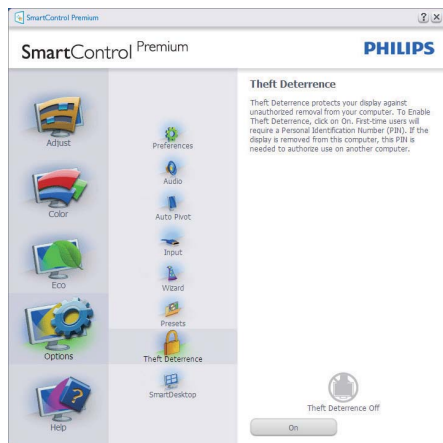 SmartControl Premium
SmartControl Premium
PHILIPS
Adjust
Color
Eco
Options
Help
Preferences
Audio
Auto Pivot
Input
Wizard
Presets
Theft Deterrence
SmartDesktop
Theft Deterrence
Theft Deterrence protects your display against
unauthorized removal from your computer. To Enable
Theft Deterrence, click on On. First-time users will
require a Personal Identification Number (PIN). If the
display is removed from this computer, this PIN is
needed to authorize use on another computer.
Theft Deterrence Off
On